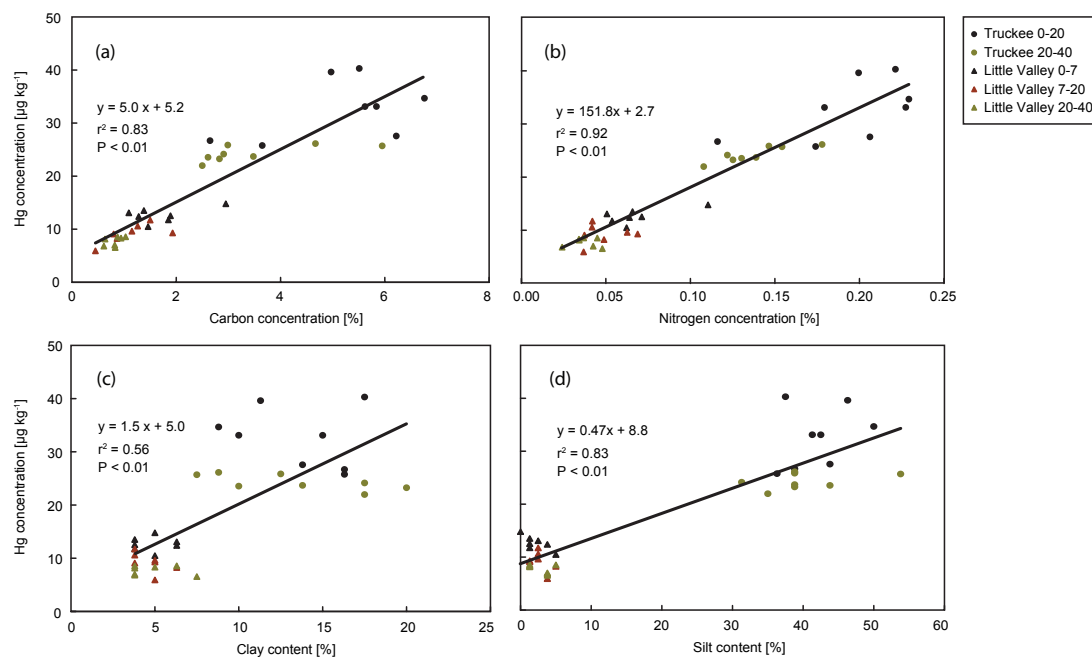 (a)
y = 5.0 x + 5.2
r² = 0.83
P < 0.01
Hg concentration [µg kg⁻¹]
50
40
30
20
10
0
0 2 4 6 8
Carbon concentration [%]
(b)
y = 151.8x + 2.7
r² = 0.92
P < 0.01
0.00 0.05 0.10 0.15 0.20 0.25
Nitrogen concentration [%]
Truckee 0-20
Truckee 20-40
Little Valley 0-7
Little Valley 7-20
Little Valley 20-40
(c)
y = 1.5 x + 5.0
r² = 0.56
P < 0.01
Hg concentration [µg kg⁻¹]
50
40
30
20
10
0
0 5 10 15 20 25
Clay content [%]
(d)
y = 0.47x + 8.8
r² = 0.83
P < 0.01
0 10 20 30 40 50 60
Silt content [%]